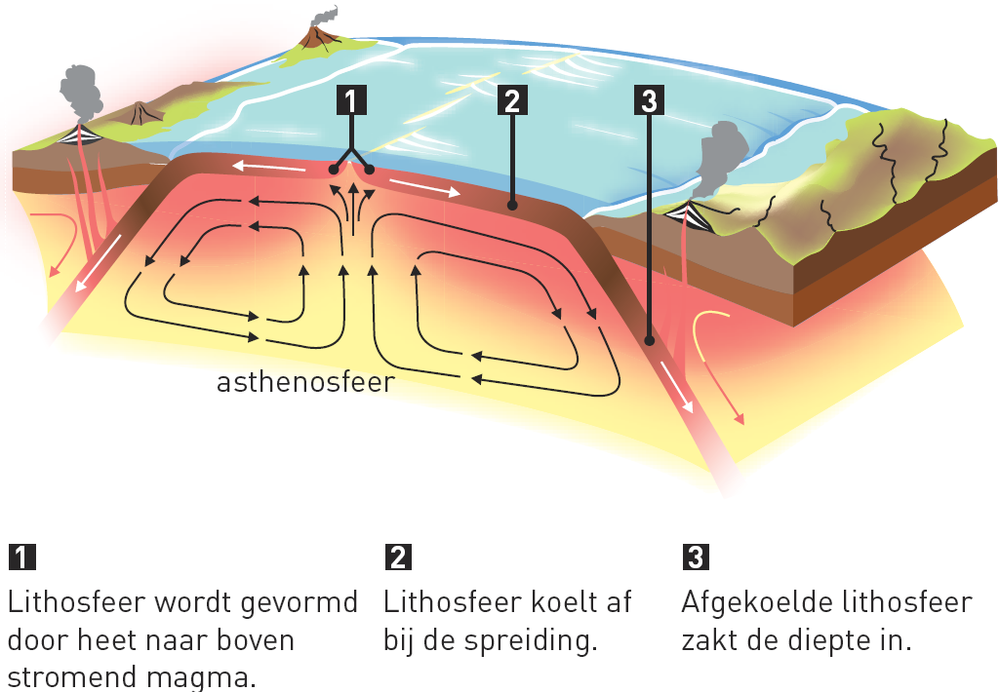 1
2
3
asthenosfeer
1
Lithosfeer wordt gevormd
door heet naar boven
stromend magma.
2
Lithosfeer koelt af
bij de spreiding.
3
Afgekoelde lithosfeer
zakt de diepte in.